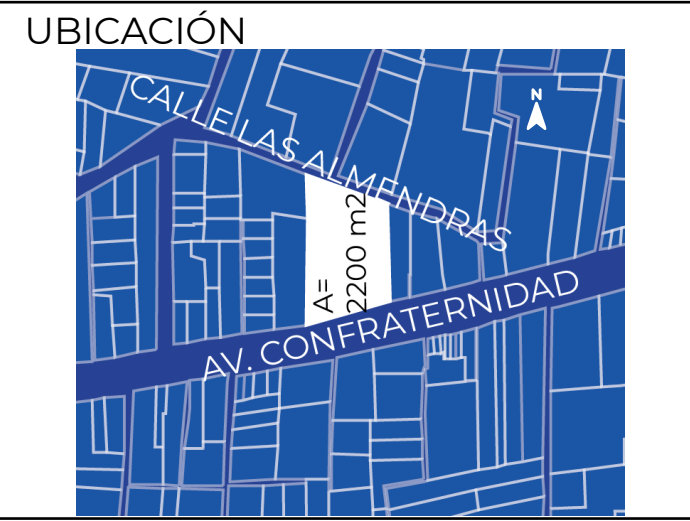 UBICACIÓN
N
CALLE LAS ALMENDRAS
A=
2200 m2
AV. CONFRATERNIDAD